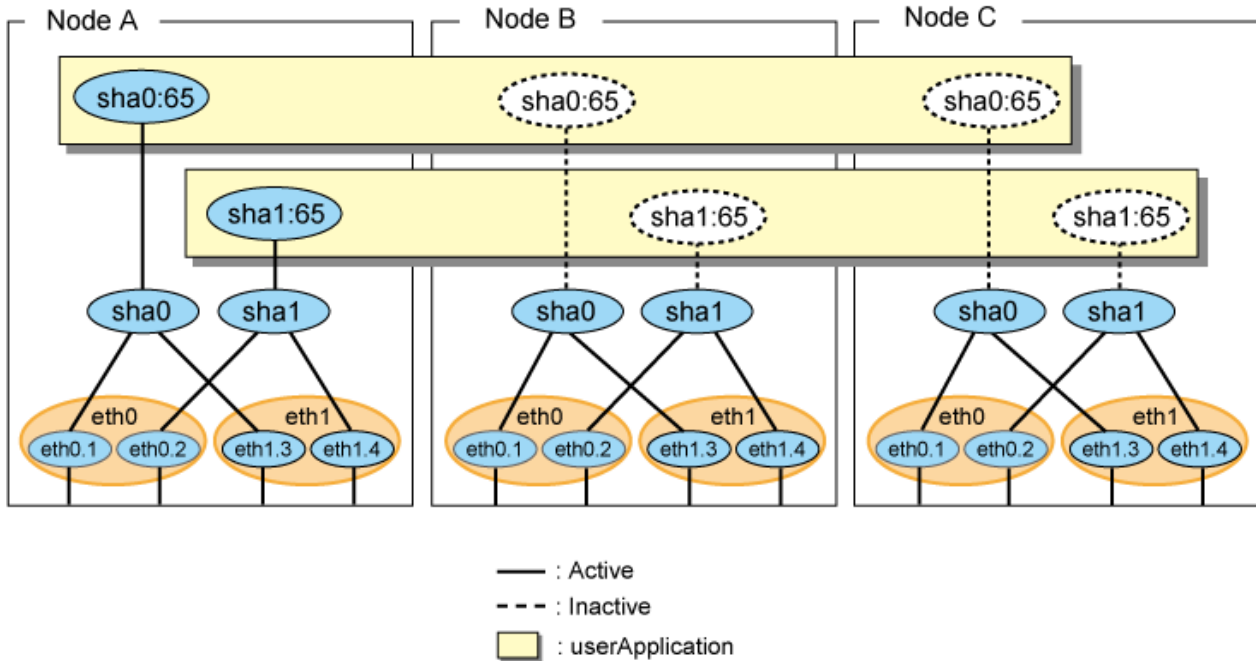 Node A
Node B
Node C
sha0:65
sha0:65
sha0:65
sha1:65
sha1:65
sha1:65
sha0
sha1
sha0
sha1
sha0
sha1
eth0
eth1
eth0
eth1
eth0
eth1
eth0.1
eth0.2
eth1.3
eth1.4
eth0.1
eth0.2
eth1.3
eth1.4
eth0.1
eth0.2
eth1.3
eth1.4
: Active
: Inactive
: userApplication